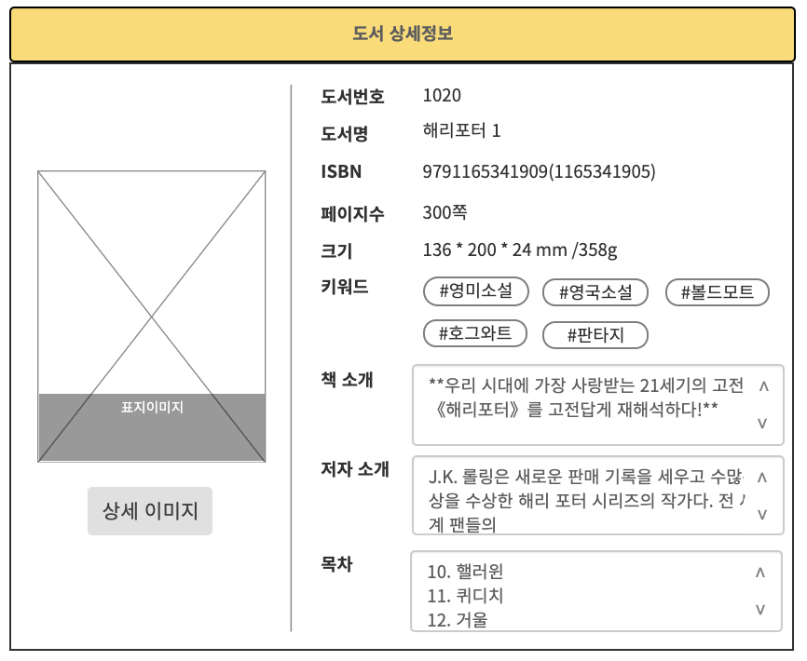 도서 상세정보
도서번호 1020
도서명 해리포터 1
ISBN 9791165341909(1165341905)
페이지수 300쪽
크기 136 * 200 * 24 mm /358g
키워드 #영미소설 #영국소설 #볼드모트
#호그와트 #판타지
표지이미지
상세 이미지
책 소개 **우리 시대에 가장 사랑받는 21세기의 고전
《해리포터》를 고전답게 재해석하다!**
저자 소개 J.K. 롤링은 새로운 판매 기록을 세우고 수많
상을 수상한 해리 포터 시리즈의 작가다. 전
계 팬들의
목차 10. 핼러윈
11. 퀴디치
12. 거울